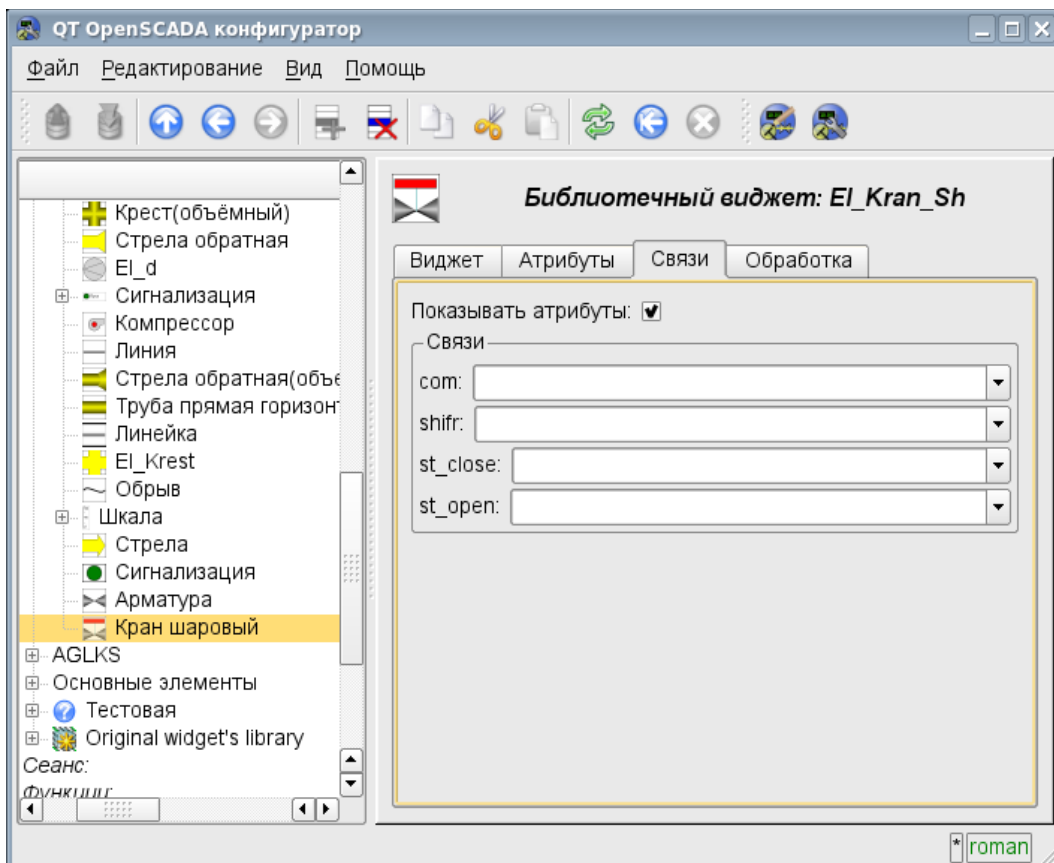 QT OpenSCADA конфигуратор
Файл Редактирование Вид Помощь
Крест(объёмный)
Стрела обратная
El_d
Сигнализация
Компрессор
Линия
Стрела обратная(объе
Труба прямая горизонт
Линейка
El_Krest
Обрыв
Шкала
Стрела
Сигнализация
Арматура
Кран шаровый
AGLKS
Основные элементы
Тестовая
Original widget's library
Сеанс:
Функции:
Библиотечный виджет: El_Kran_Sh
Виджет Атрибуты Связи Обработка
Показывать атрибуты:
Связи
com:
shifr:
st_close:
st_open:
* roman